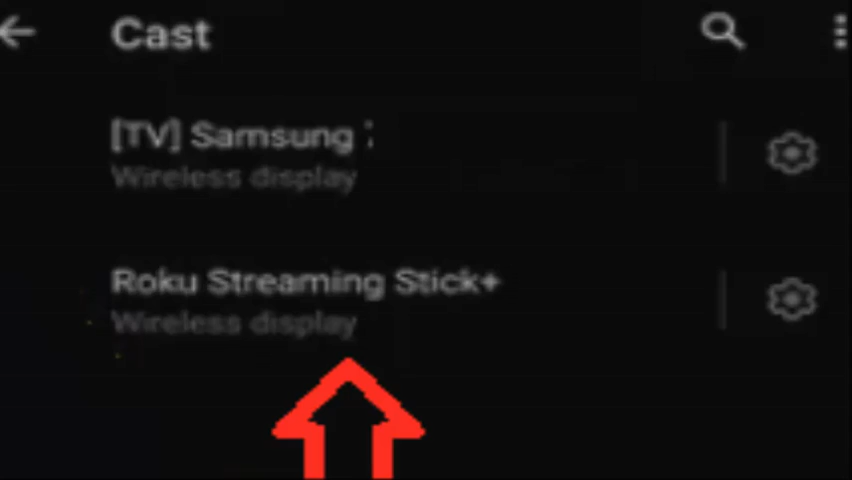 Cast
[TV] Samsung
Wireless display
Roku Streaming Stick+
Wireless display